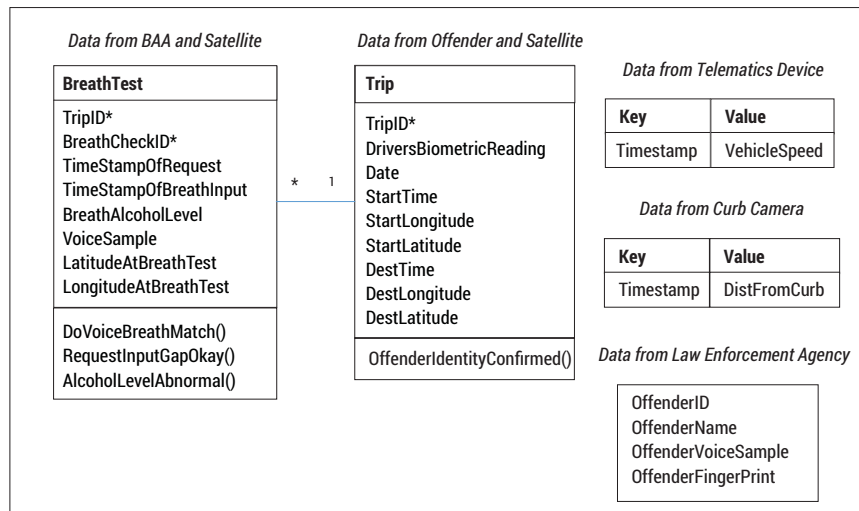 Data from BAA and Satellite
BreathTest
TripID*
BreathCheckID*
TimeStampOfRequest
TimeStampOfBreathInput
BreathAlcoholLevel
VoiceSample
LatitudeAtBreathTest
LongitudeAtBreathTest
DoVoiceBreathMatch()
RequestInputGapOkay()
AlcoholLevelAbnormal()
* 1
Data from Offender and Satellite
Trip
TripID*
DriversBiometricReading
Date
StartTime
StartLongitude
StartLatitude
DestTime
DestLongitude
DestLatitude
OffenderIdentityConfirmed()
Data from Telematics Device
Key Value
Timestamp VehicleSpeed
Data from Curb Camera
Key Value
Timestamp DistFromCurb
Data from Law Enforcement Agency
OffenderID
OffenderName
OffenderVoiceSample
OffenderFingerPrint